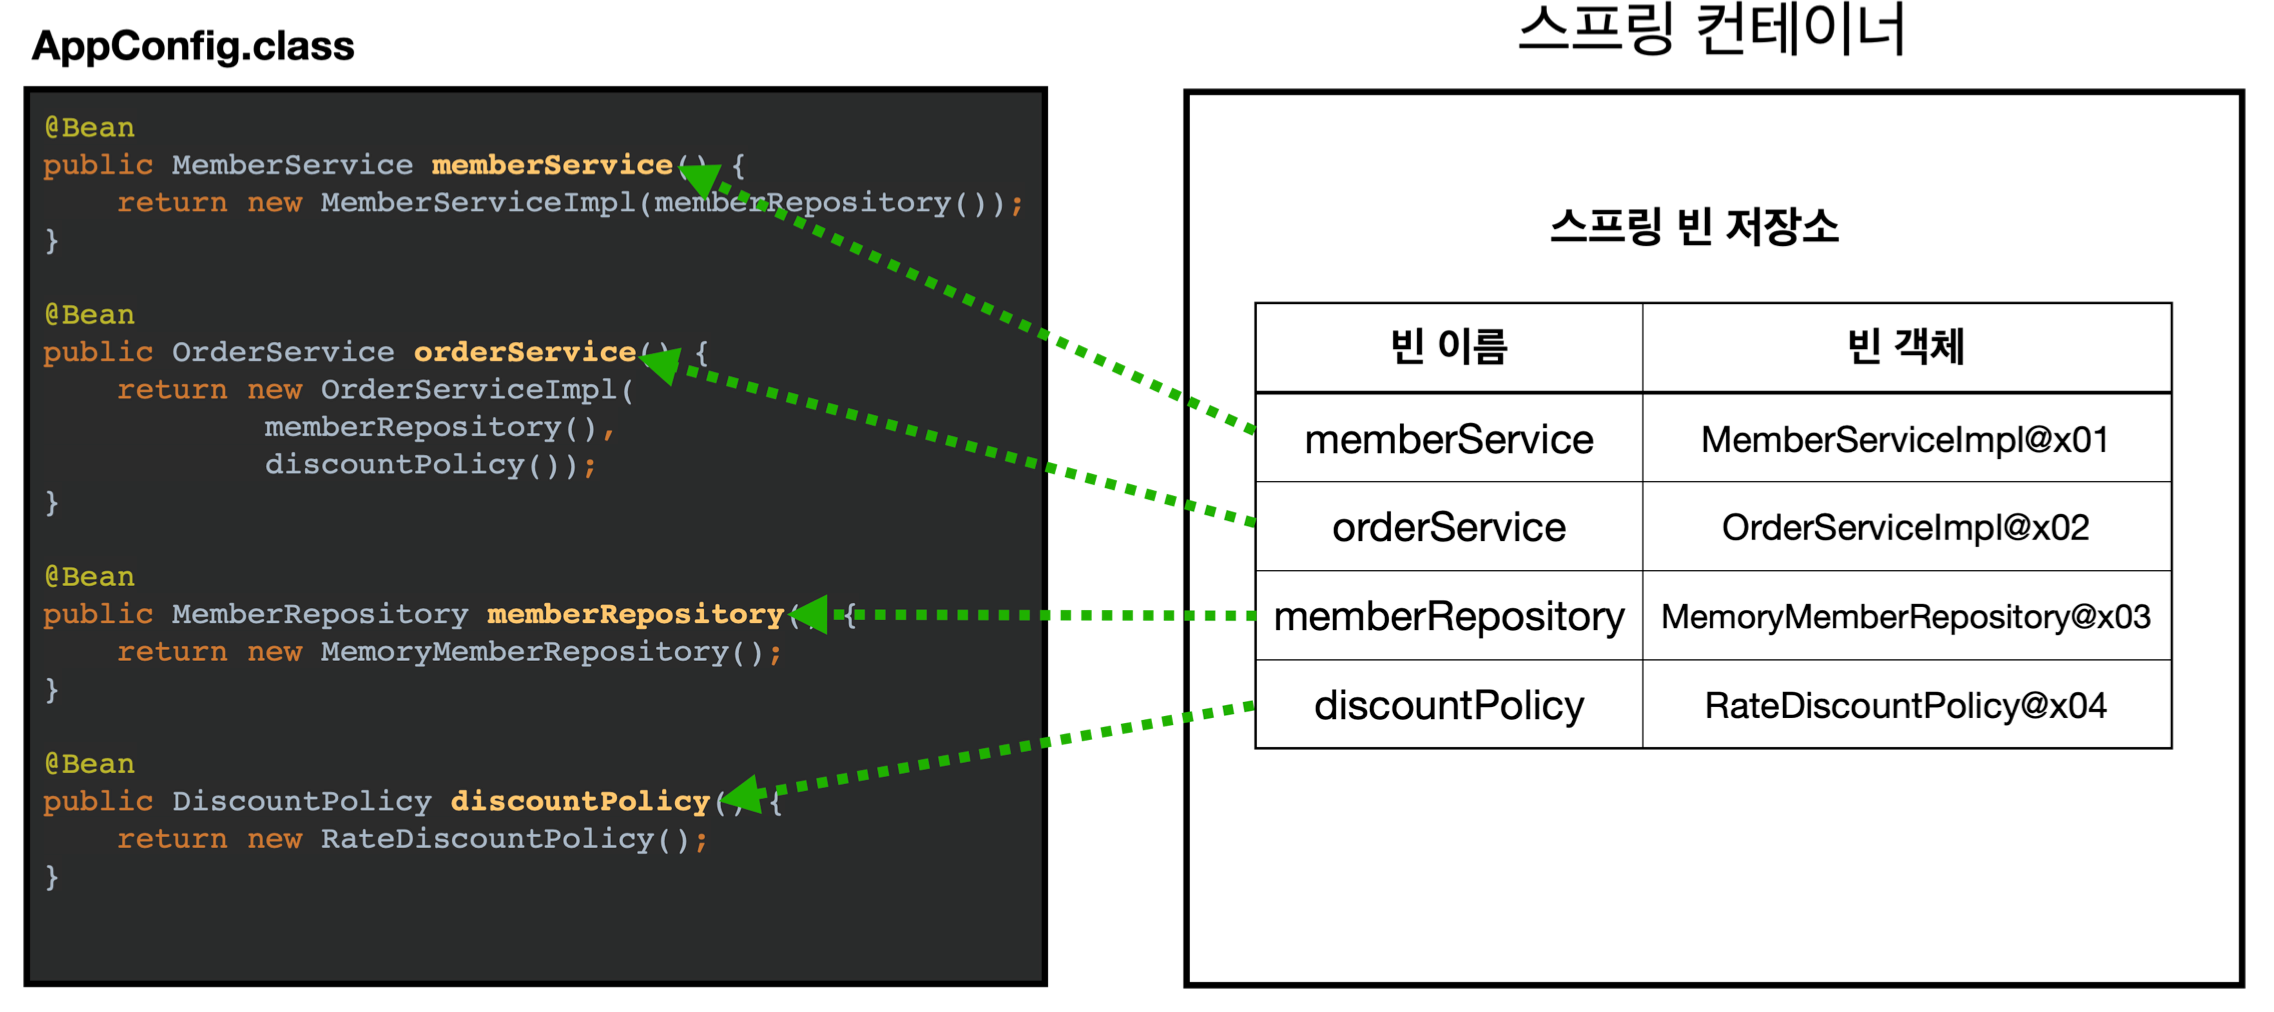 AppConfig.class
@Bean
public MemberService memberService() {
    return new MemberServiceImpl(memberRepository());
}
@Bean
public OrderService orderService() {
    return new OrderServiceImpl(
            memberRepository(),
            discountPolicy());
}
@Bean
public MemberRepository memberRepository() {
    return new MemoryMemberRepository();
}
@Bean
public DiscountPolicy discountPolicy() {
    return new RateDiscountPolicy();
}
스프링 컨테이너
스프링 빈 저장소
빈 이름 빈 객체
memberService MemberServiceImpl@x01
orderService OrderServiceImpl@x02
memberRepository MemoryMemberRepository@x03
discountPolicy RateDiscountPolicy@x04